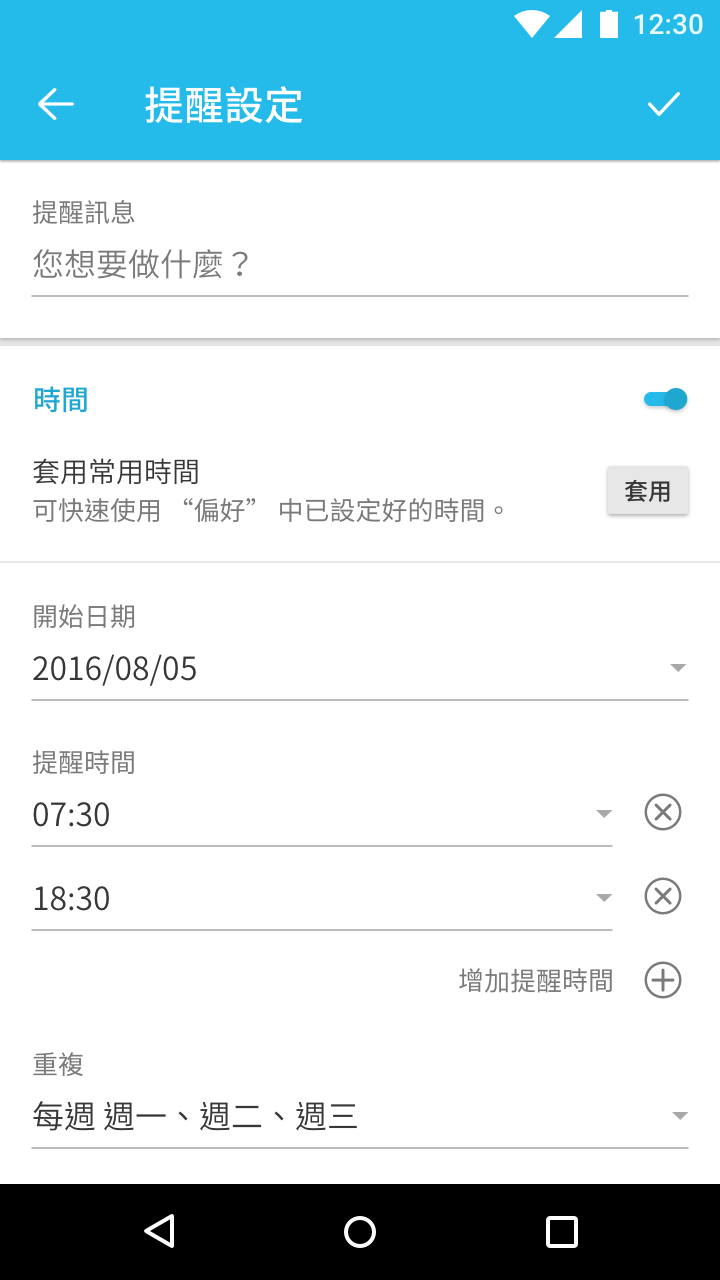 12:30
提醒設定
提醒訊息
您想要做什麼？
時間
套用常用時間
可快速使用 “偏好” 中已設定好的時間。
套用
開始日期
2016/08/05
提醒時間
07:30
18:30
增加提醒時間
重複
每週 週一、週二、週三